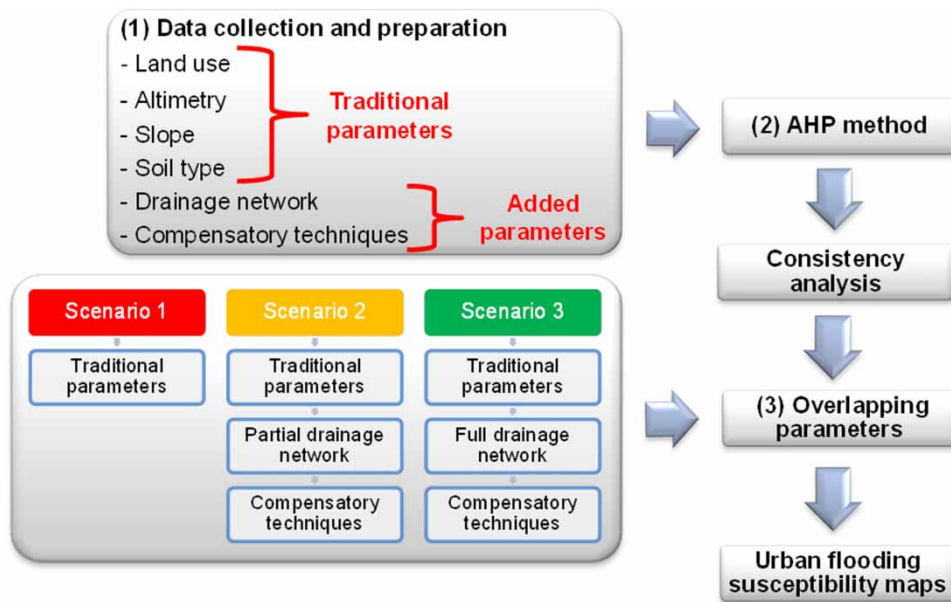 (1) Data collection and preparation
- Land use
- Altimetry
- Slope
- Soil type
- Drainage network
- Compensatory techniques
Traditional
parameters
Added
parameters
(2) AHP method
Consistency
analysis
(3) Overlapping
parameters
Urban flooding
susceptibility maps
Scenario 1
Traditional
parameters
Scenario 2
Traditional
parameters
Partial drainage
network
Compensatory
techniques
Scenario 3
Traditional
parameters
Full drainage
network
Compensatory
techniques